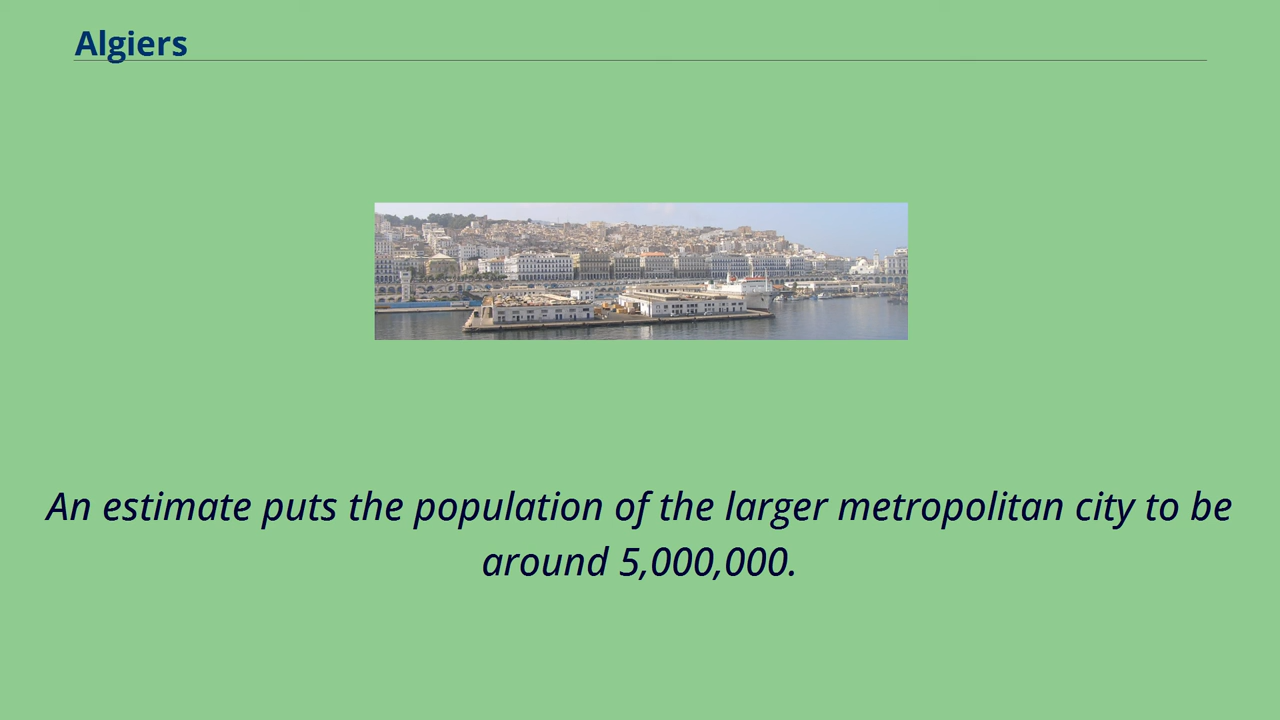 Algiers
An estimate puts the population of the larger metropolitan city to be
around 5,000,000.